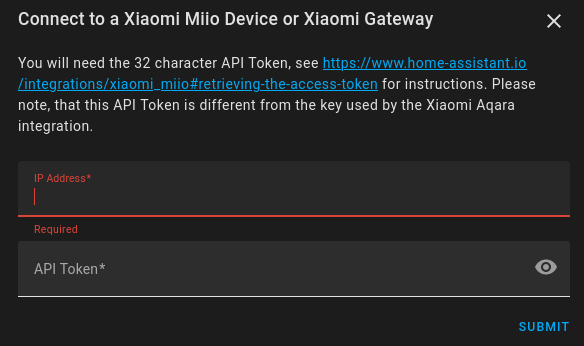 Connect to a Xiaomi Miio Device or Xiaomi Gateway
You will need the 32 character API Token, see https://www.home-assistant.io
/integrations/xiaomi_miio#retrieving-the-access-token for instructions. Please
note, that this API Token is different from the key used by the Xiaomi Aqara
integration.
IP Address*
Required
API Token*
SUBMIT